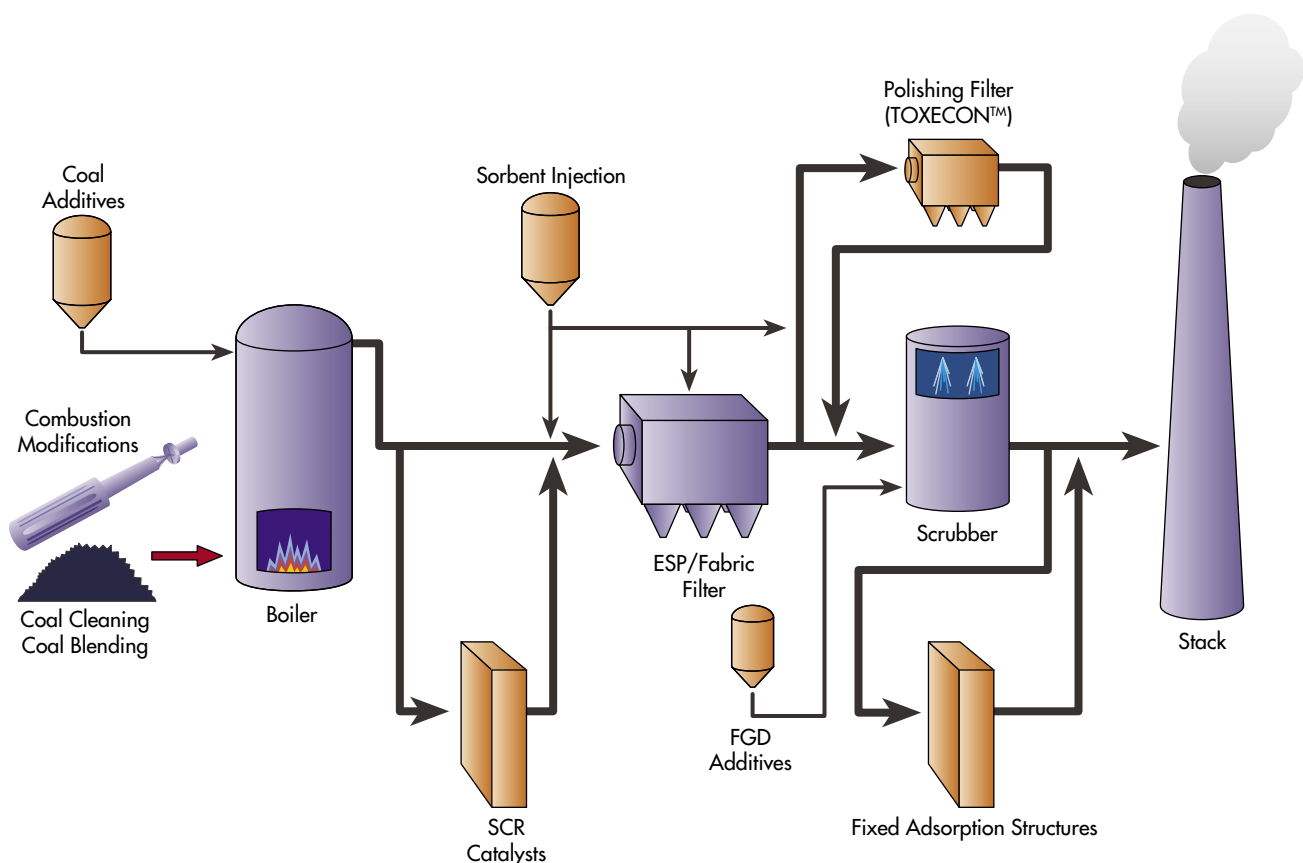 Polishing Filter
(TOXECON™)
Coal
Additives
Sorbent Injection
Combustion
Modifications
Coal Cleaning
Coal Blending
Boiler
ESP/Fabric
Filter
Scrubber
Stack
FGD
Additives
SCR
Catalysts
Fixed Adsorption Structures